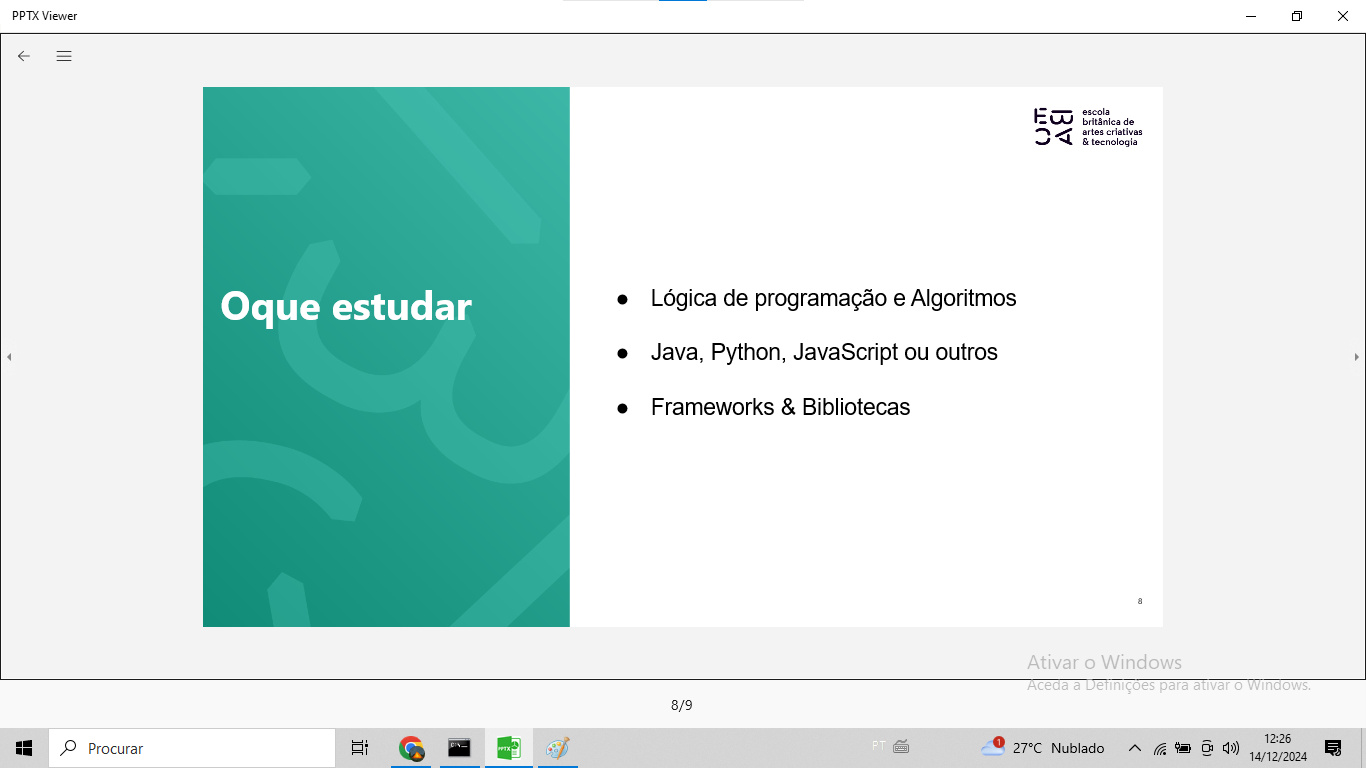 PPTX Viewer
escola
britânica de
artes criativas
& tecnologia
Oque estudar
● Lógica de programação e Algoritmos
● Java, Python, JavaScript ou outros
● Frameworks & Bibliotecas
8
Ativar o Windows
Aceda a Definições para ativar o Windows.
8/9
Procurar
PPTX
PT
1
27°C Nublado
12:26
14/12/2024